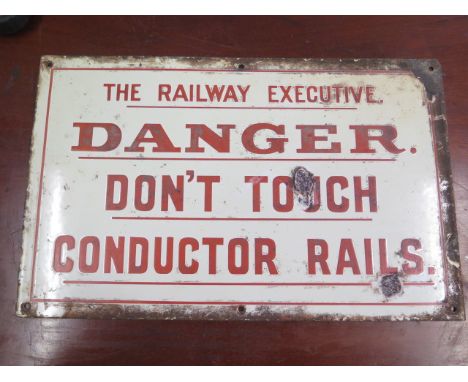 THE RAILWAY EXECUTIVE.
DANGER.
DON'T TOUCH
CONDUCTOR RAILS.